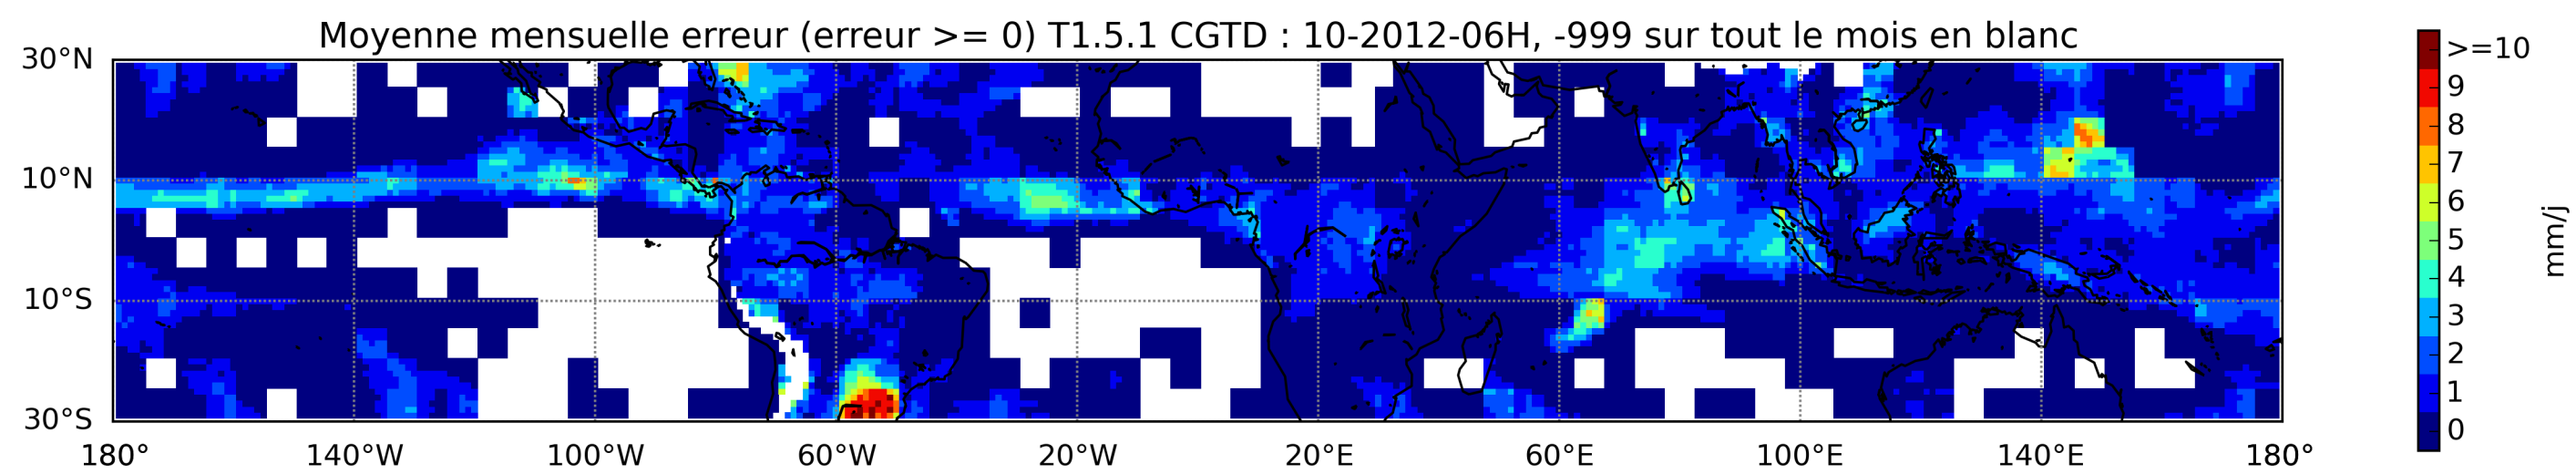 Moyenne mensuelle erreur (erreur >= 0) T1.5.1 CGTD : 10-2012-06H, -999 sur tout le mois en blanc
30°N
10°N
10°S
30°S
180° 140°W 100°W 60°W 20°W 20°E 60°E 100°E 140°E 180°
>=10
9
8
7
6
5
4
3
2
1
0
mm/j